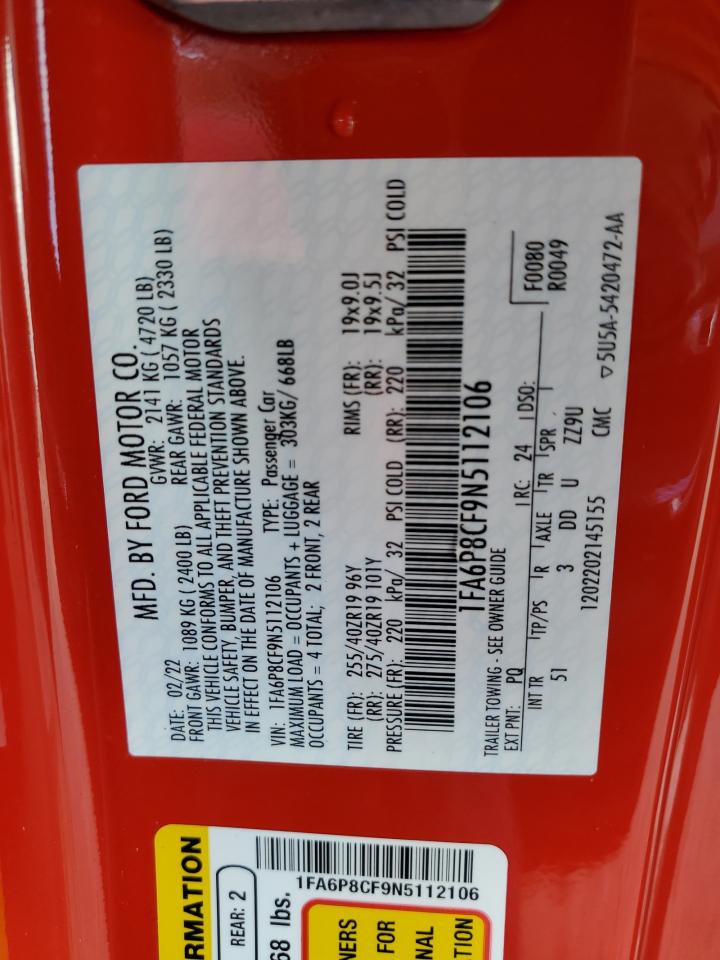 MFD. BY FORD MOTOR CO.
DATE: 02/22 GVWR: 2141 KG ( 4720 LB)
FRONT GAWR: 1089 KG ( 2400 LB) REAR GAWR: 1057 KG ( 2330 LB)
THIS VEHICLE CONFORMS TO ALL APPLICABLE FEDERAL MOTOR
VEHICLE SAFETY, BUMPER, AND THEFT PREVENTION STANDARDS
IN EFFECT ON THE DATE OF MANUFACTURE SHOWN ABOVE.
VIN: 1FA6P8CF9N5112106 TYPE: Passenger Car
MAXIMUM LOAD = OCCUPANTS + LUGGAGE = 303KG/ 668LB
OCCUPANTS = 4 TOTAL; 2 FRONT, 2 REAR
TIRE (FR): 255/40ZR19 96Y RIMS (FR): 19x9.0J
(RR): 275/40ZR19 101Y (RR): 19x9.5J
PRESSURE (FR): 220 kPa/ 32 PSI COLD (RR): 220 kPa/ 32 PSI COLD
1FA6P8CF9N5112106
TRAILER TOWING - SEE OWNER GUIDE
EXT PNT: PQ RC: 24 DSO: F0080
R0049
INT TR TP/PS R AXLE TR SPR
51 3 DD U ZZ9U
1202202145155 CMC 5U5A-5420472-AA
RMATION
REAR: 2
1FA6P8CF9N5112106
68 lbs.
NERS
FOR
NAL
TION